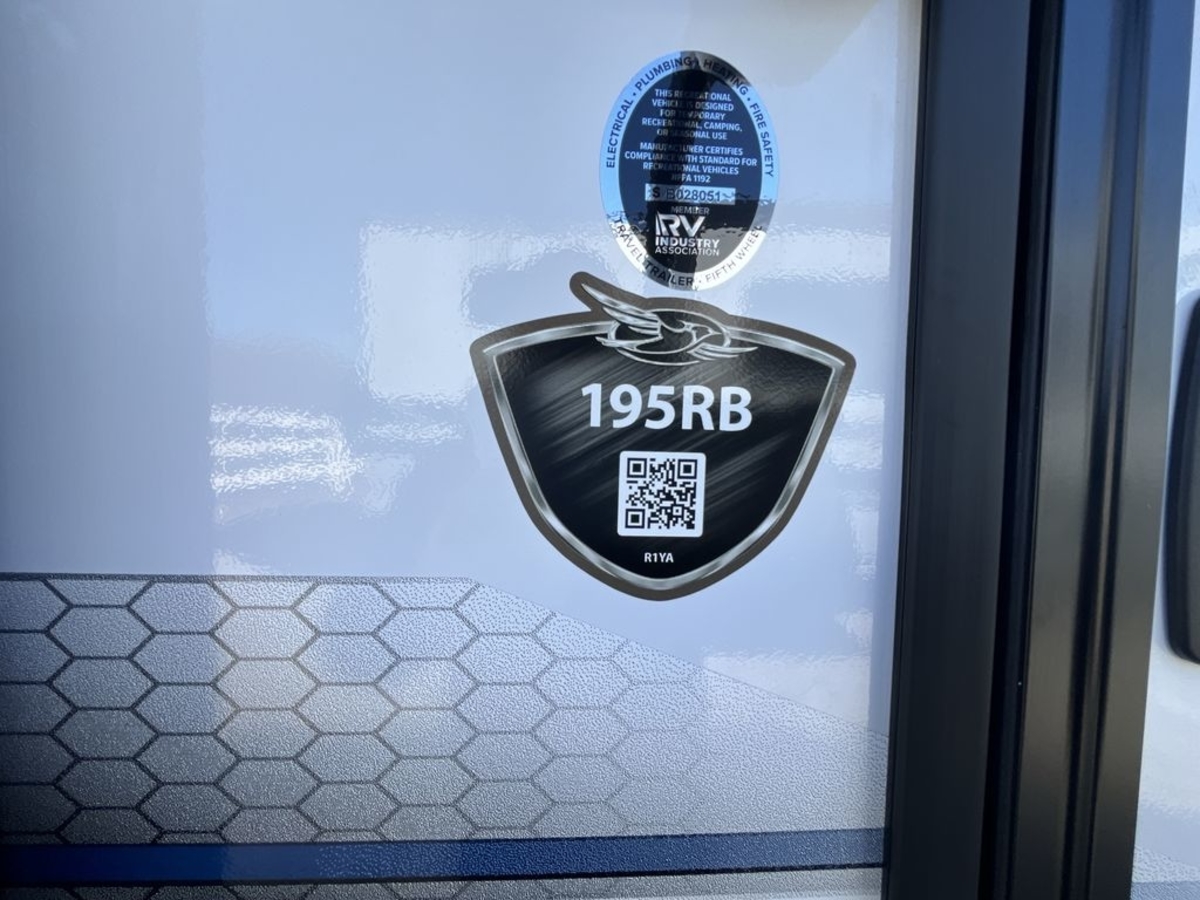 ELECTRICAL • PLUMBING • HEATING • FIRE SAFETY
THIS RECREATIONAL
VEHICLE IS DESIGNED
FOR TEMPORARY
RECREATIONAL, CAMPING,
OR SEASONAL USE
MANUFACTURER CERTIFIES
COMPLIANCE WITH STANDARD FOR
RECREATIONAL VEHICLES
NFPA 1192
MEMBER
RV
INDUSTRY
ASSOCIATION
TRAVEL TRAILER • FIFTH WHEEL
195RB
R1YA